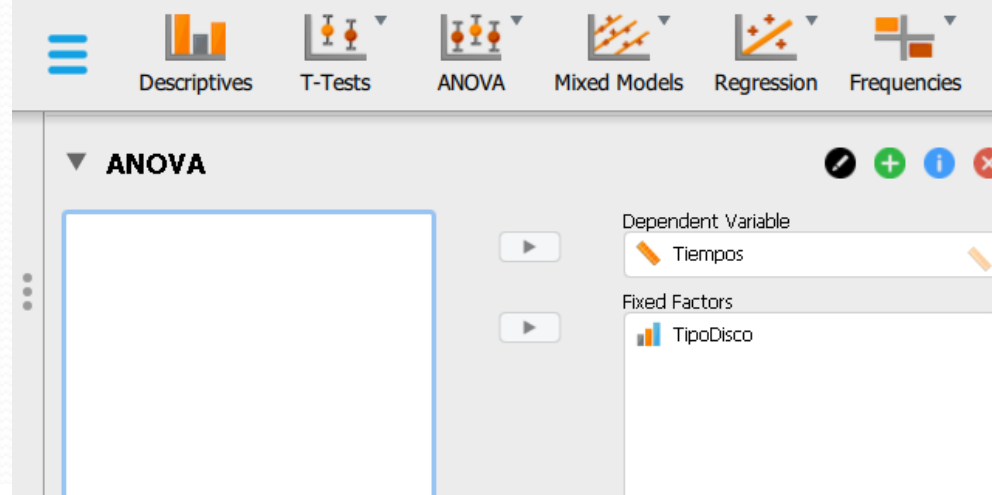 Descriptives T-Tests ANOVA Mixed Models Regression Frequencies
ANOVA
Dependent Variable
Tiempos
Fixed Factors
TipoDisco